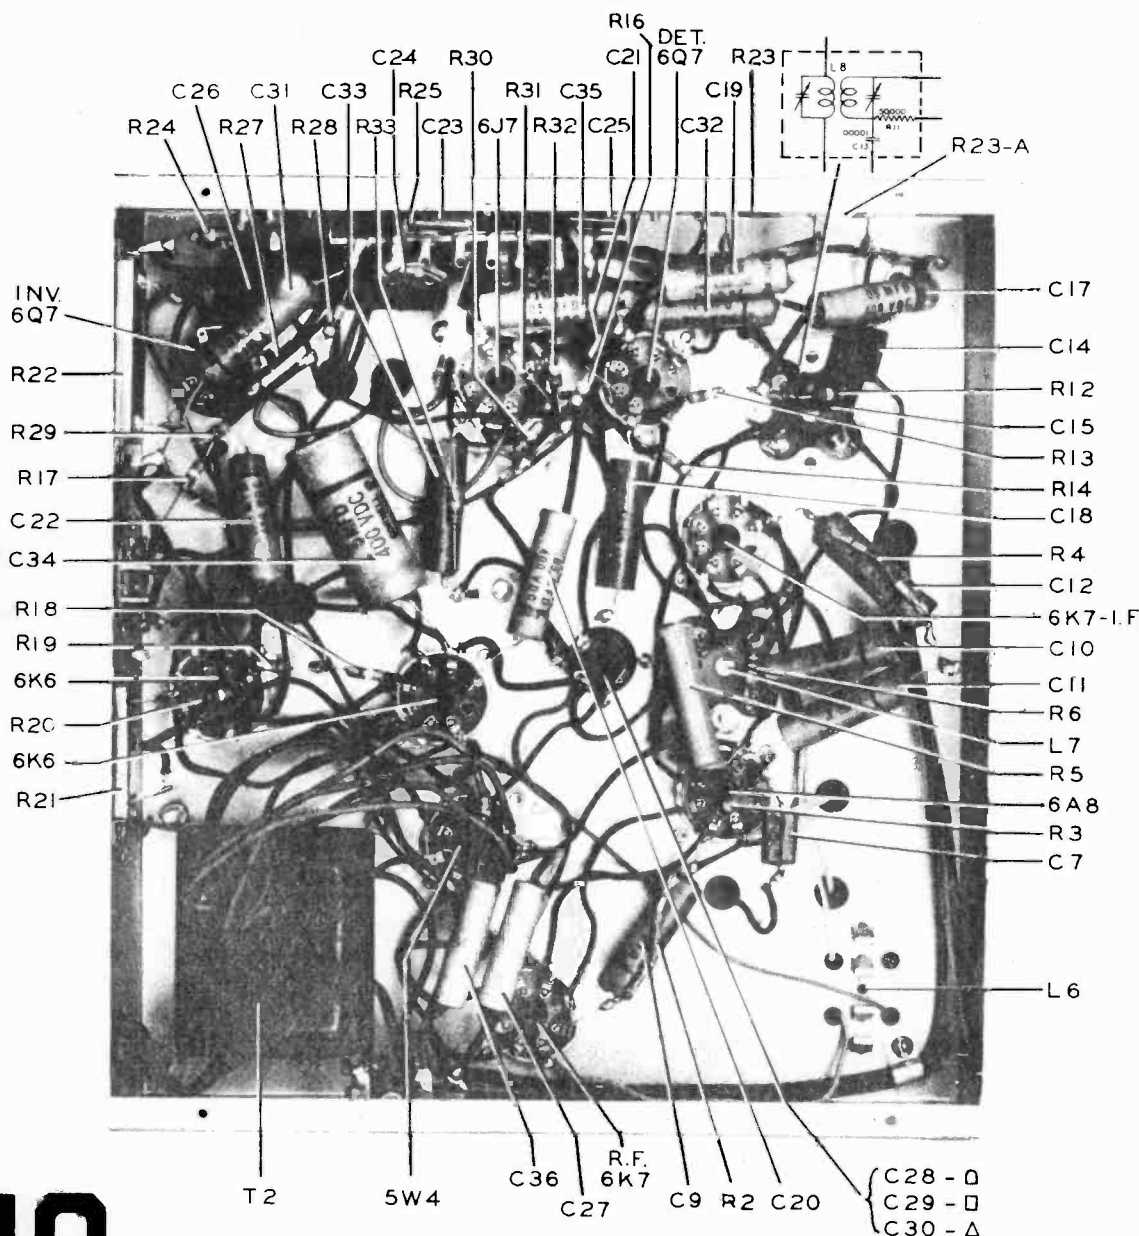 R16
DET.
6Q7
C24 R30 C21 R23
L8
C26 C31 C33 R25 R31 C35 C19
50000
R11
.00001
C13
R24 R27 R28 R33 C23 6J7 R32 C25 C32
R23-A
INV.
6Q7
C17
C14
R22
R12
C15
R29
R13
R17
R14
C22
C18
C34
400 VDC
R4
C12
R18
6K7-I.F
R19
C10
6K6
C11
R20
R6
L7
6K6
R5
R21
6A8
R3
C7
L6
T2
5W4
C36
C27
R.F.
6K7
C9 R2 C20
C28 - D
C29 - □
C30 - Δ